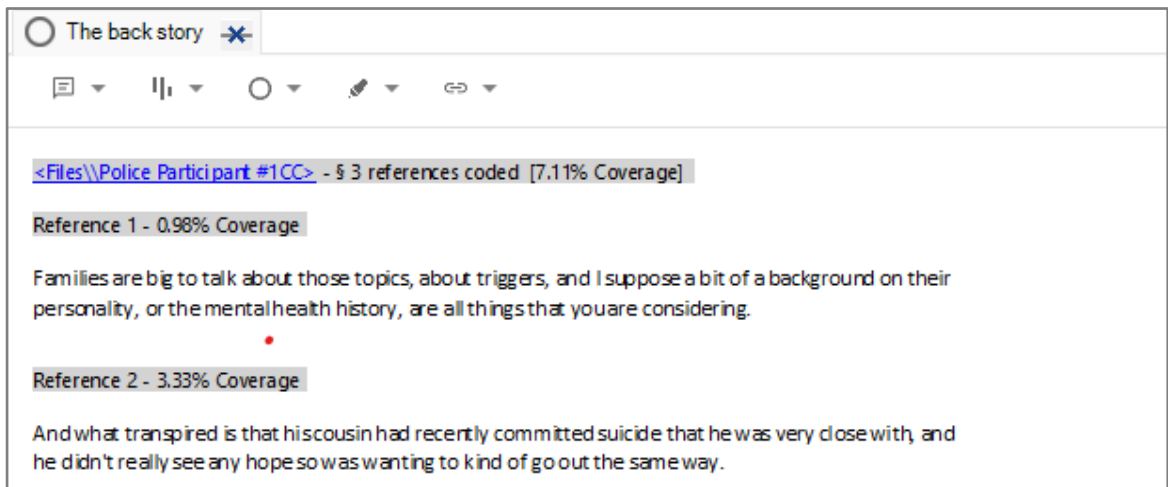 The back story
<Files\\Police Participant #1CC> - § 3 references coded [7.11% Coverage]
Reference 1 - 0.98% Coverage
Families are big to talk about those topics, about triggers, and I suppose a bit of a background on their
personality, or the mental health history, are all things that you are considering.
Reference 2 - 3.33% Coverage
And what transpired is that his cousin had recently committed suicide that he was very close with, and
he didn't really see any hope so was wanting to kind of go out the same way.